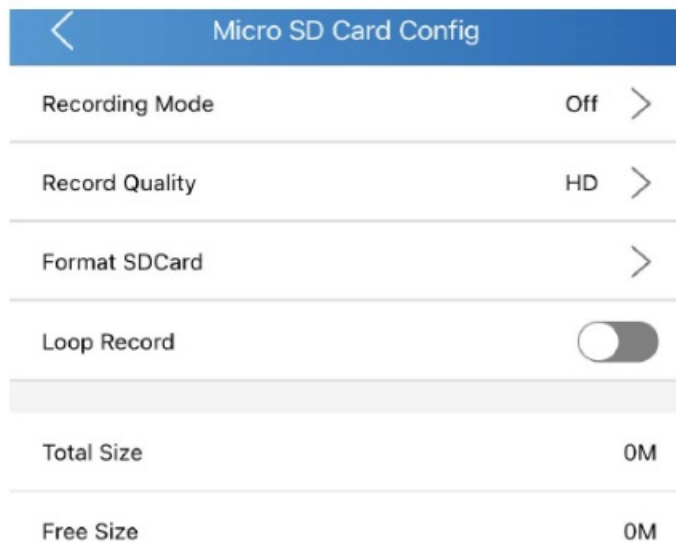 Micro SD Card Config
Recording Mode Off
Record Quality HD
Format SDCard
Loop Record
Total Size 0M
Free Size 0M